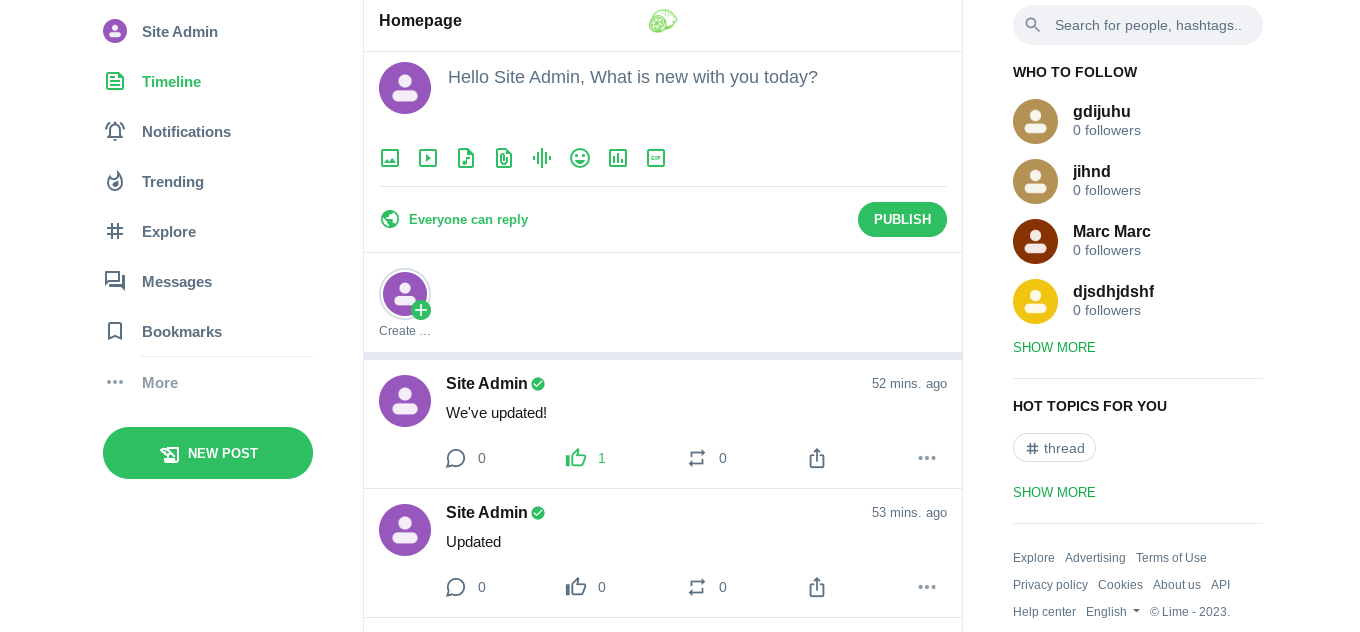 Site Admin
Timeline
Notifications
Trending
Explore
Messages
Bookmarks
More
NEW POST
Homepage
Hello Site Admin, What is new with you today?
GIF
Everyone can reply
PUBLISH
Create ...
Site Admin
52 mins. ago
We've updated!
0 1 0
Site Admin
53 mins. ago
Updated
0 0 0
Search for people, hashtags..
WHO TO FOLLOW
gdijuhu
0 followers
jihnd
0 followers
Marc Marc
0 followers
djsdhjdshf
0 followers
SHOW MORE
HOT TOPICS FOR YOU
# thread
SHOW MORE
Explore Advertising Terms of Use
Privacy policy Cookies About us API
Help center English © Lime - 2023.